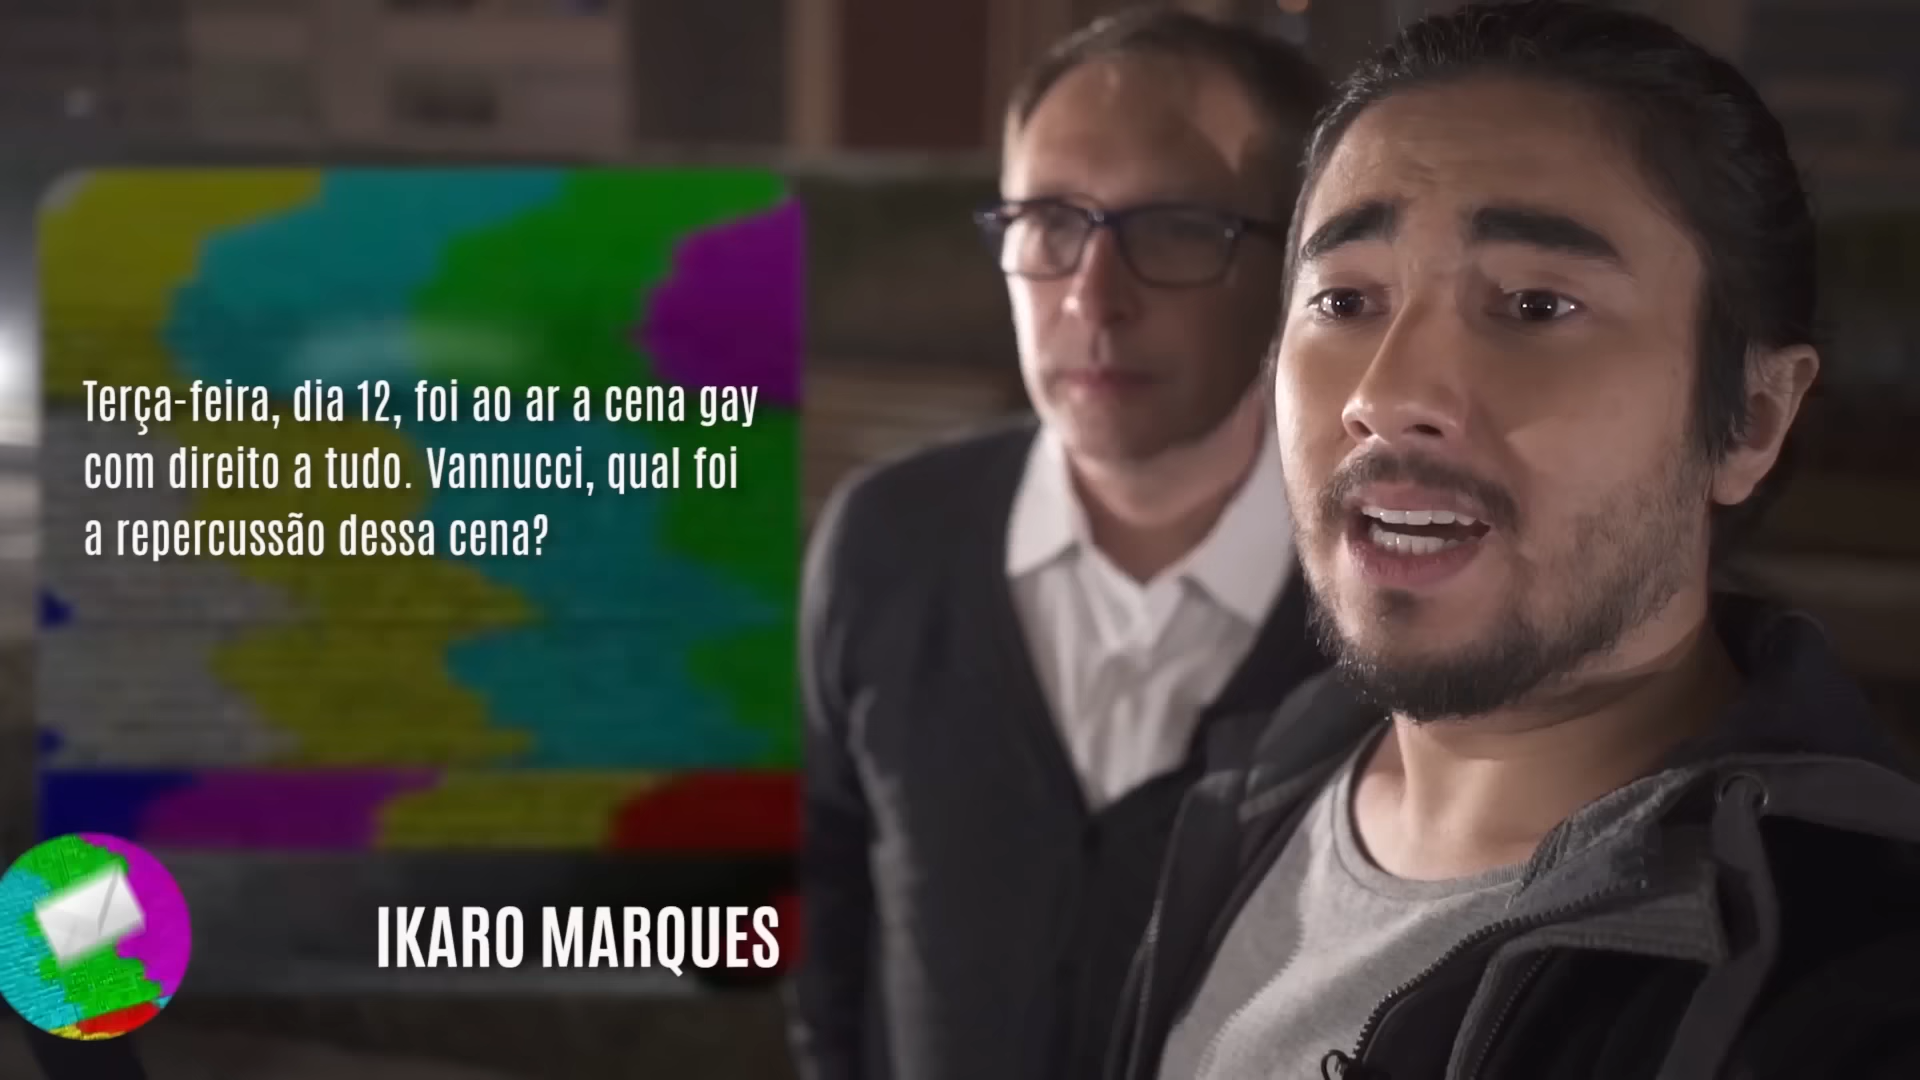 Terça-feira, dia 12, foi ao ar a cena gay
com direito a tudo. Vannucci, qual foi
a repercussão dessa cena?
IKARO MARQUES